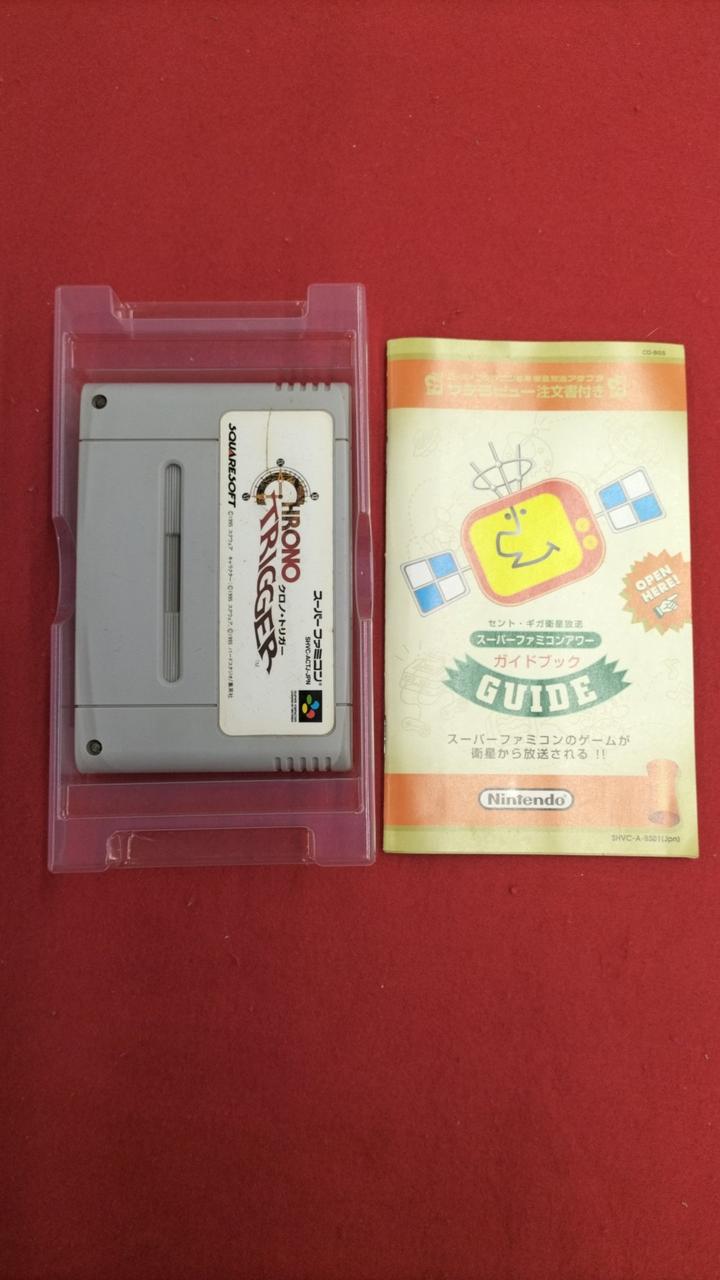 スーパーファミコン®
SHVC-ACTJ-JPN
CHRONO
TRIGGER
クロノ・トリガー
SQUARESOFT
CO-BGS
サテラビュー注文書付き
OPEN
HERE!
セント・ギガ衛星放送
スーパーファミコンアワー
ガイドブック
GUIDE
スーパーファミコンのゲームが
衛星から放送される !!
Nintendo
SHVC-A-BS01(Jpn)